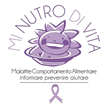 MI NUTRO DI VITA
Malattie Comportamento Alimentare
informare prevenire aiutare